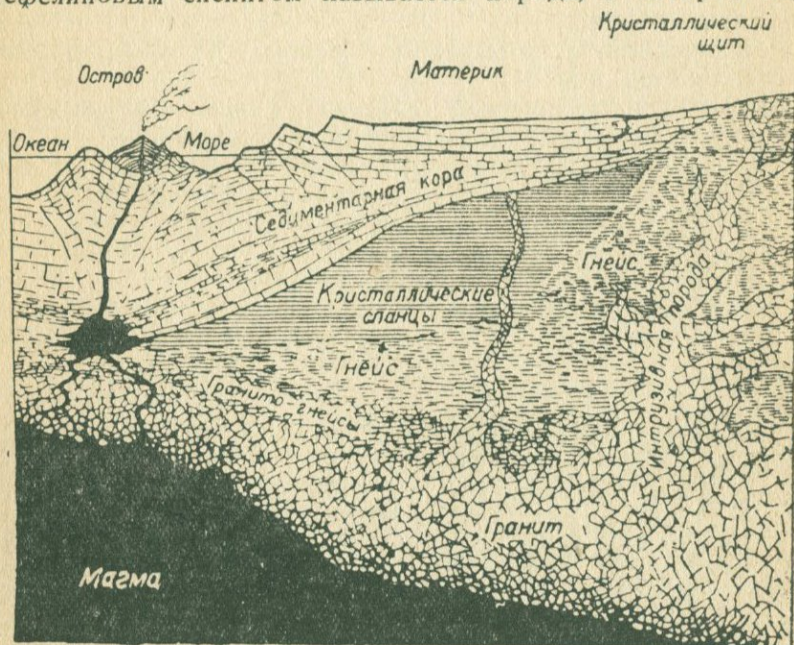 Кристаллический
щит
Остров
Материк
Океан
Море
Седиментарная кора
Гнейс
Кристаллические
сланцы
Интрузивная порода
Гнейс
Гранито гнейсы
Гранит
Магма